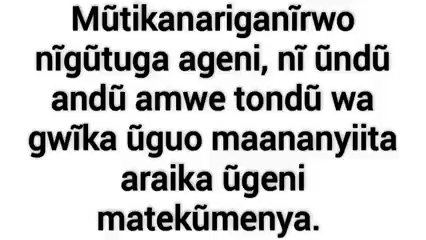 Mũtikanariganĩrwo
nĩgũtuga ageni, nĩ ũndũ
andũ amwe tondũ wa
gwĩka ũguo maananyiita
araika ũgeni
matekũmenya.